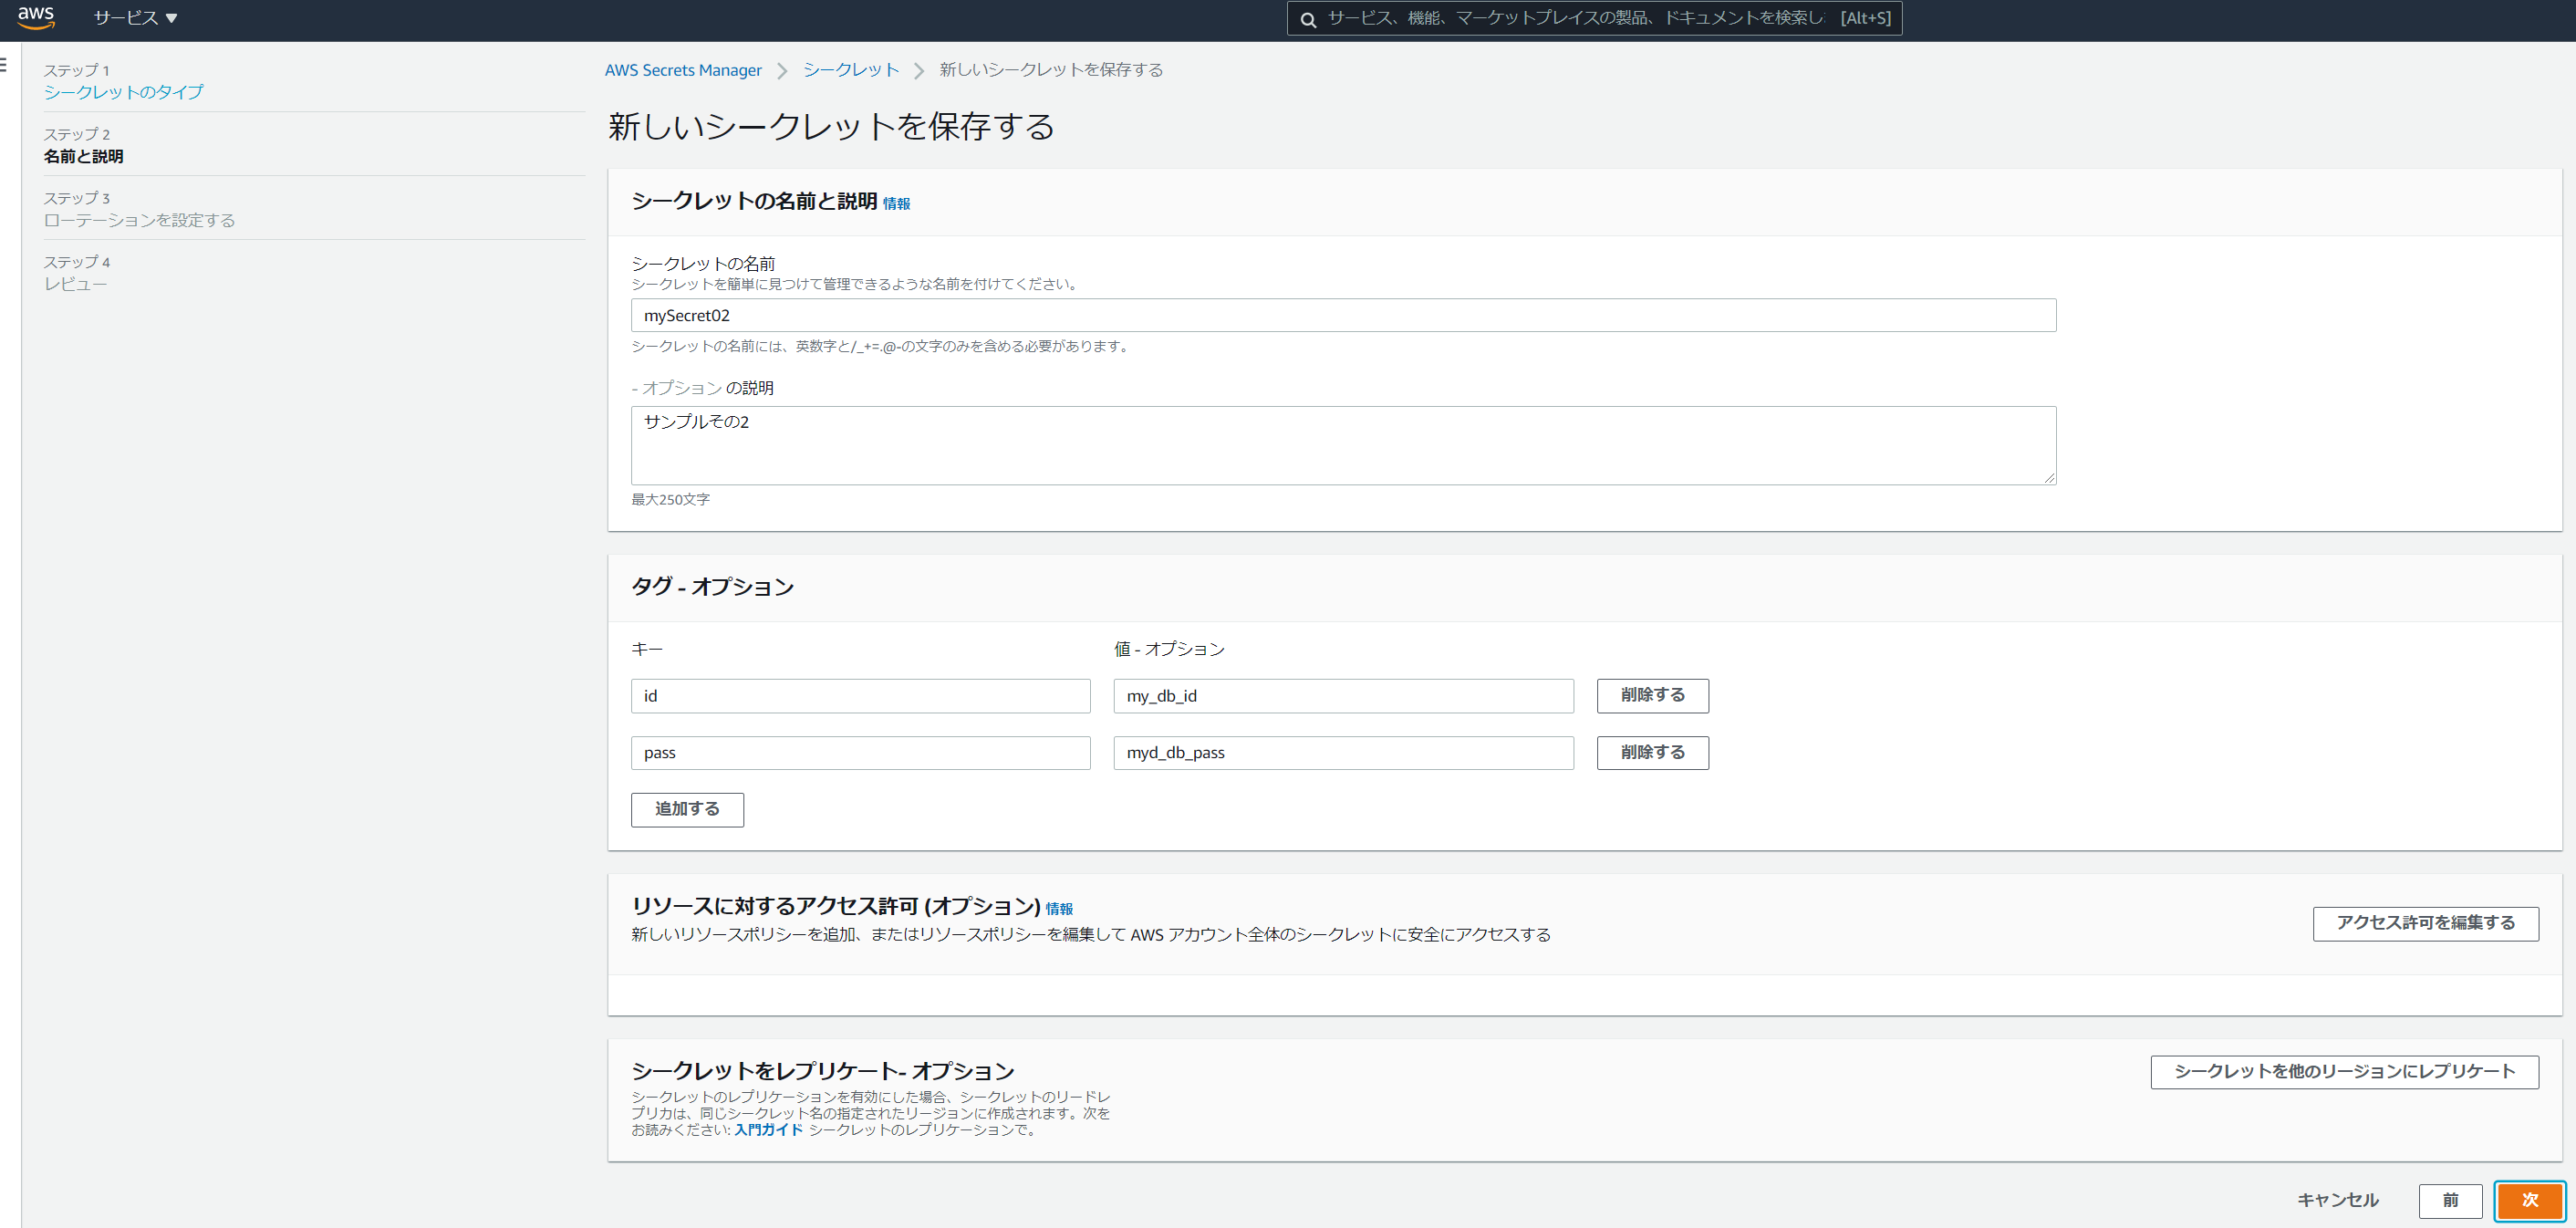 aws
サービス ▼
サービス、機能、マーケットプレイスの製品、ドキュメントを検索し [Alt+S]
ステップ 1
シークレットのタイプ
ステップ 2
名前と説明
ステップ 3
ローテーションを設定する
ステップ 4
レビュー
AWS Secrets Manager > シークレット > 新しいシークレットを保存する
新しいシークレットを保存する
シークレットの名前と説明 情報
シークレットの名前
シークレットを簡単に見つけて管理できるような名前を付けてください。
mySecret02
シークレットの名前には、英数字と/_+=.@-の文字のみを含める必要があります。
- オプション の説明
サンプルその2
最大250文字
タグ - オプション
キー 値 - オプション
id my_db_id 削除する
pass myd_db_pass 削除する
追加する
リソースに対するアクセス許可 (オプション) 情報
新しいリソースポリシーを追加、またはリソースポリシーを編集して AWS アカウント全体のシークレットに安全にアクセスする
アクセス許可を編集する
シークレットをレプリケート- オプション
シークレットのレプリケーションを有効にした場合、シークレットのリードレ
プリカは、同じシークレット名の指定されたリージョンに作成されます。次を
お読みください: 入門ガイド シークレットのレプリケーションで。
シークレットを他のリージョンにレプリケート
キャンセル 前 次